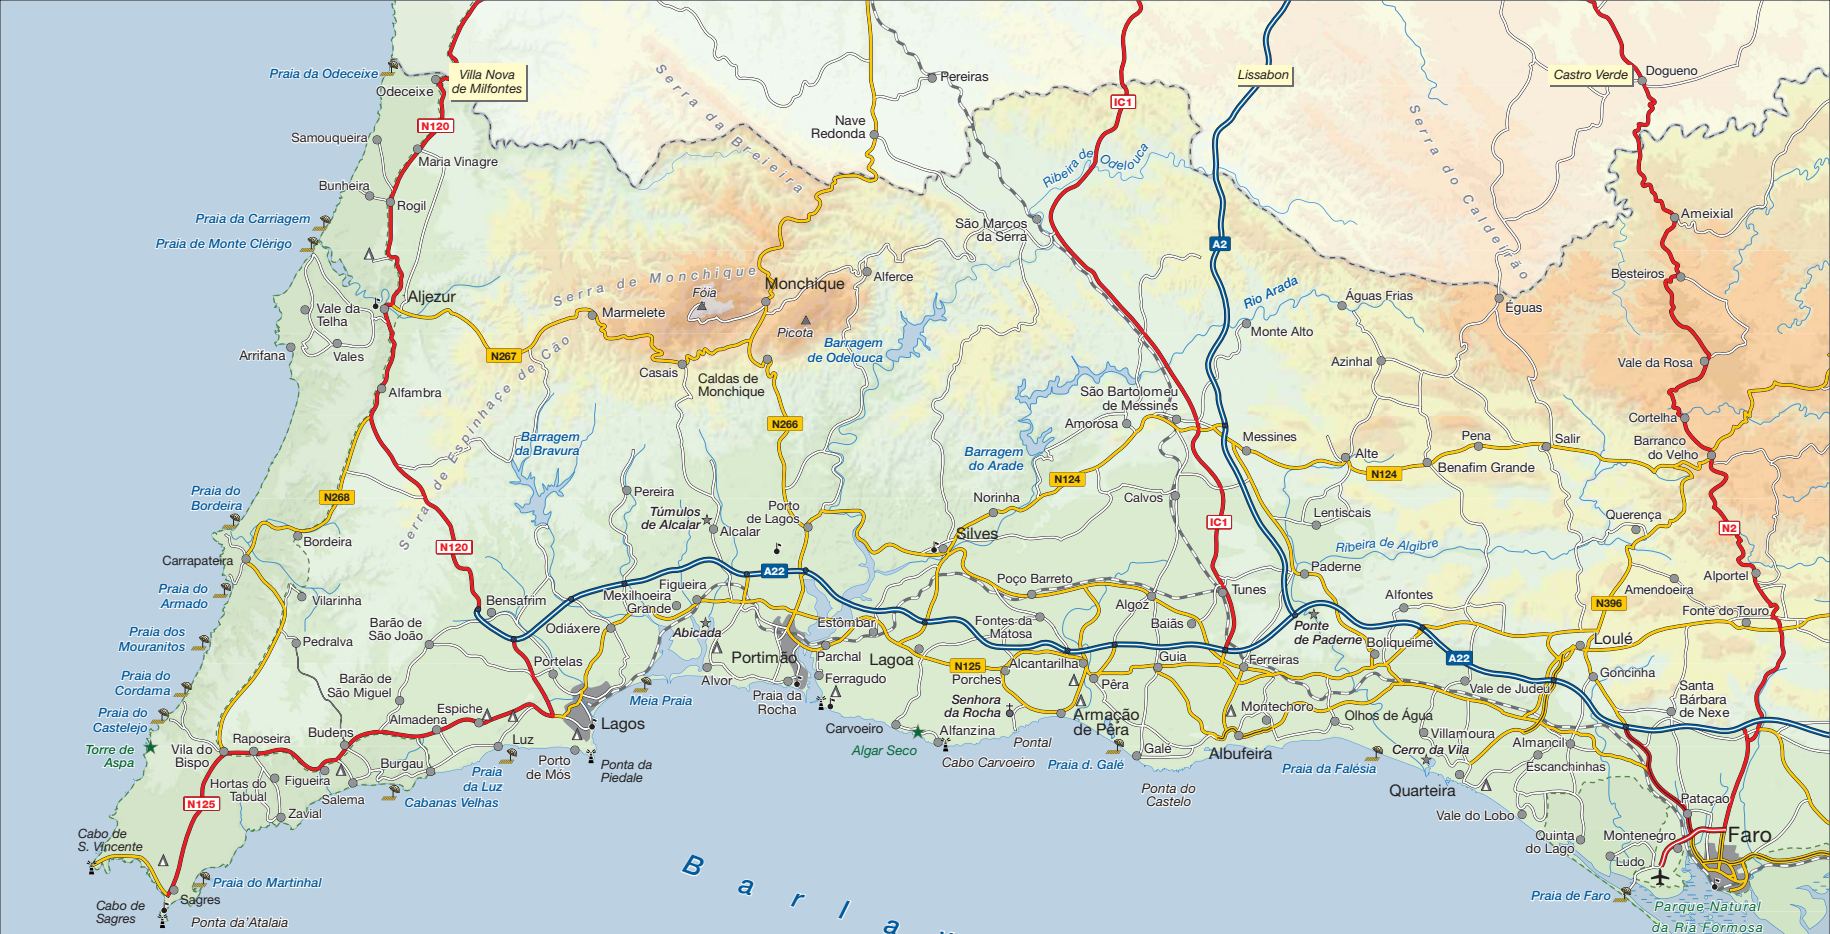 Praia da Odeceixe
Odeceixe
Villa Nova
de Milfontes
N120
Samouqueira
Maria Vinagre
Bunheira
Rogil
Praia da Carriagem
Praia de Monte Clérigo
Aljezur
Vale da
Telha
Arrifana
Vales
Alfambra
N267
Marmelete
Serra de Monchique
Serra de Espinhaçe de Cão
Serra da Breieira
Fóia
Monchique
Picota
Alferce
Casais
Caldas de
Monchique
Barragem
de Odelouca
N266
Nave
Redonda
Pereiras
IC1
Ribeira de Odelouca
São Marcos
da Serra
Lissabon
A2
Castro Verde
Dogueno
Serra do Caldeirão
Ameixial
Besteiros
Rio Arada
Águas Frias
Monte Alto
Éguas
Azinhal
Vale da Rosa
Cortelha
Barranco
do Velho
São Bartolomeu
de Messines
Amorosa
Messines
Alte
Pena
Salir
Benafim Grande
N124
Barragem
do Arade
N124
Norinha
Calvos
Lentiscais
Querença
N2
IC1
Ribeira de Algibre
Barragem
da Bravura
N268
Praia do
Bordeira
Bordeira
Carrapateira
Pereira
Túmulos
de Alcalar
Alcalar
Porto
de Lagos
Silves
N120
A22
Praia do
Armado
Vilarinha
Bensafrim
Figueira
Mexilhoeira
Grande
Poço Barreto
Algoz
Tunes
Paderne
Alfontes
Amendoeira
Alportel
Fonte do Touro
N396
Praia dos
Mouranitos
Pedralva
Barão de
São João
Odiáxere
Abicada
Estômbar
Fontes da
Matosa
Baiãs
Ponte
de Paderne
Boliqueime
Loulé
Praia do
Cordama
Barão de
São Miguel
Portelas
Portimão
Parchal
Lagoa
N125
Alcantarilha
Guia
Ferreiras
A22
Goncinha
Alvor
Ferragudo
Porches
Pêra
Vale de Judeu
Praia do
Castelejo
Espiche
Almadena
Meia Praia
Praia da
Rocha
Senhora
da Rocha
Armação
de Pêra
Montechoro
Olhos de Água
Santa
Bárbara
de Nexe
Torre de
Aspa
Vila do
Bispo
Raposeira
Budens
Luz
Lagos
Carvoeiro
Algar Seco
Alfanzina
Pontal
Galé
Albufeira
Villamoura
Cerro da Vila
Almancil
Hortas do
Tabual
Figueira
Burgau
Praia
da Luz
Porto
de Mós
Ponta da
Piedale
Cabo Carvoeiro
Praia d. Galé
Praia da Falésia
Escanchinhas
Salema
Cabanas Velhas
Ponta do
Castelo
Quarteira
N125
Zavial
Vale do Lobo
Patação
Cabo de
S. Vincente
Quinta
do Lago
Montenegro
Faro
Ludo
Praia do Martinhal
Praia de Faro
Sagres
Cabo de
Sagres
Ponta da'Atalaia
Parque Natural
da Ria Formosa
B a r l a